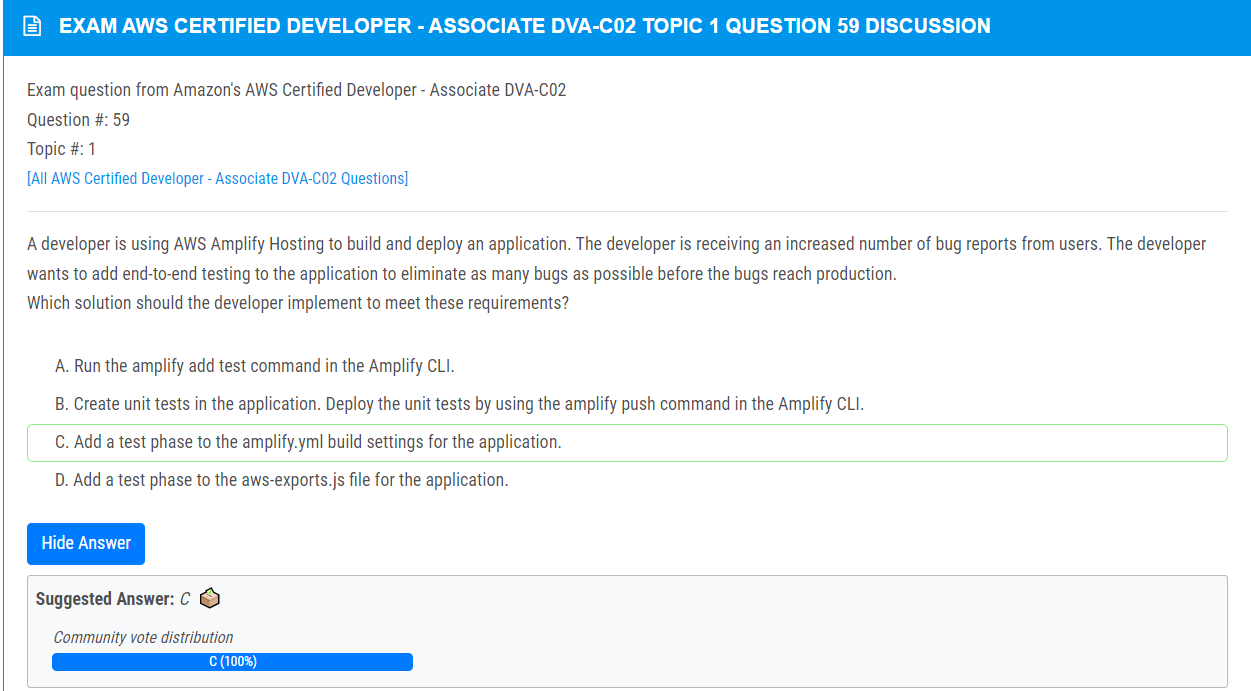 EXAM AWS CERTIFIED DEVELOPER - ASSOCIATE DVA-C02 TOPIC 1 QUESTION 59 DISCUSSION
Exam question from Amazon's AWS Certified Developer - Associate DVA-C02
Question #: 59
Topic #: 1
[All AWS Certified Developer - Associate DVA-C02 Questions]
A developer is using AWS Amplify Hosting to build and deploy an application. The developer is receiving an increased number of bug reports from users. The developer
wants to add end-to-end testing to the application to eliminate as many bugs as possible before the bugs reach production.
Which solution should the developer implement to meet these requirements?
A. Run the amplify add test command in the Amplify CLI.
B. Create unit tests in the application. Deploy the unit tests by using the amplify push command in the Amplify CLI.
C. Add a test phase to the amplify.yml build settings for the application.
D. Add a test phase to the aws-exports.js file for the application.
Hide Answer
Suggested Answer: C
Community vote distribution
C (100%)